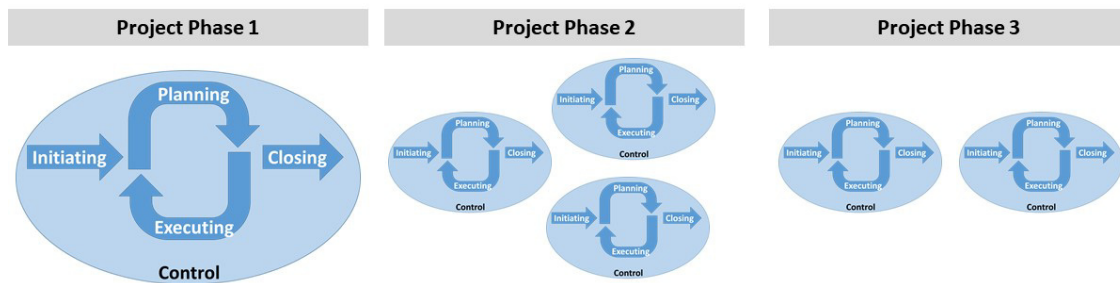 Project Phase 1
Project Phase 2
Project Phase 3
Planning
Initiating
Closing
Executing
Control
Planning
Initiating
Closing
Executing
Control
Planning
Initiating
Closing
Executing
Control
Planning
Initiating
Closing
Executing
Control
Planning
Initiating
Closing
Executing
Control
Planning
Initiating
Closing
Executing
Control